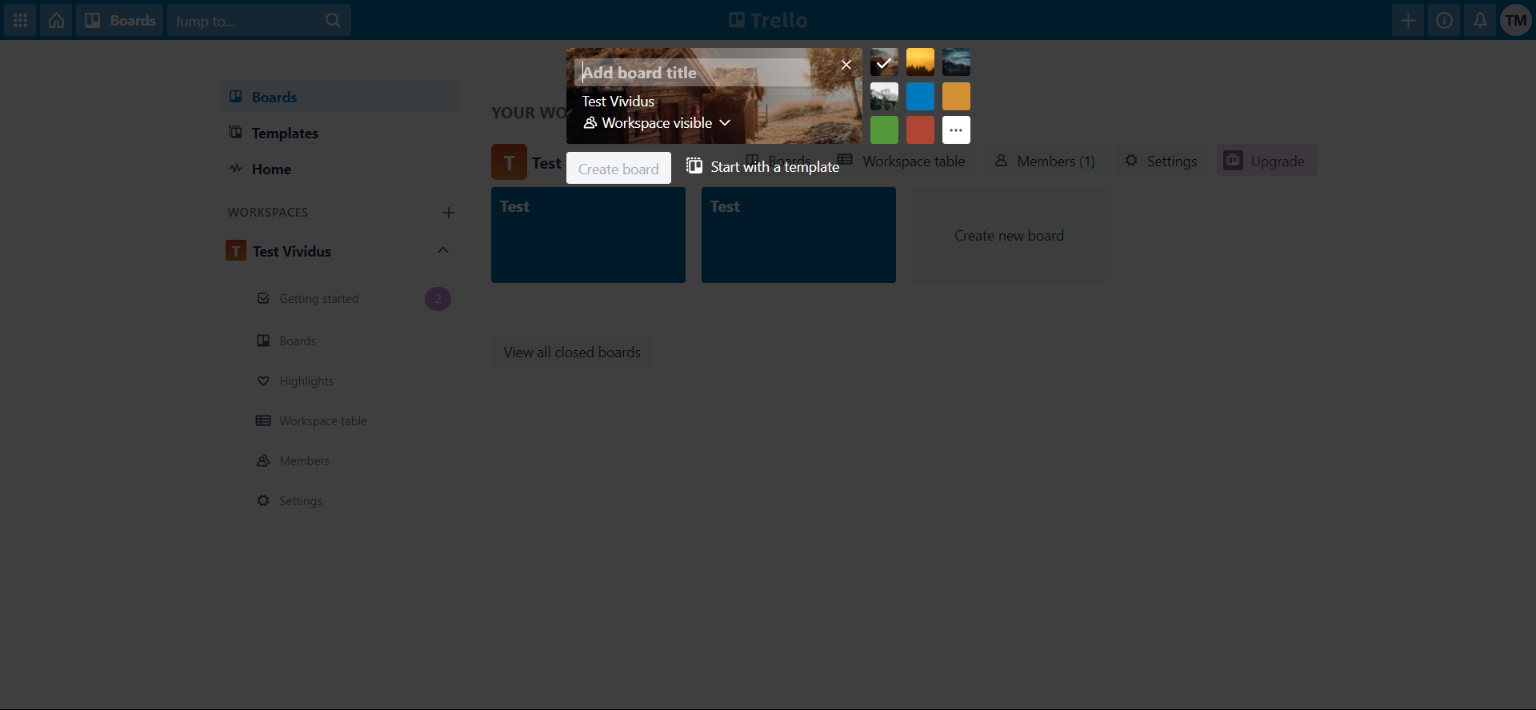 Boards
Jump to...
Trello
TM
Add board title
Test Vividus
Workspace visible
Create board
Start with a template
Boards
Templates
Home
WORKSPACES
T Test Vividus
Getting started 2
Boards
Highlights
Workspace table
Members
Settings
YOUR WO
T Test
Boards
Workspace table
Members (1)
Settings
Upgrade
Test
Test
Create new board
View all closed boards